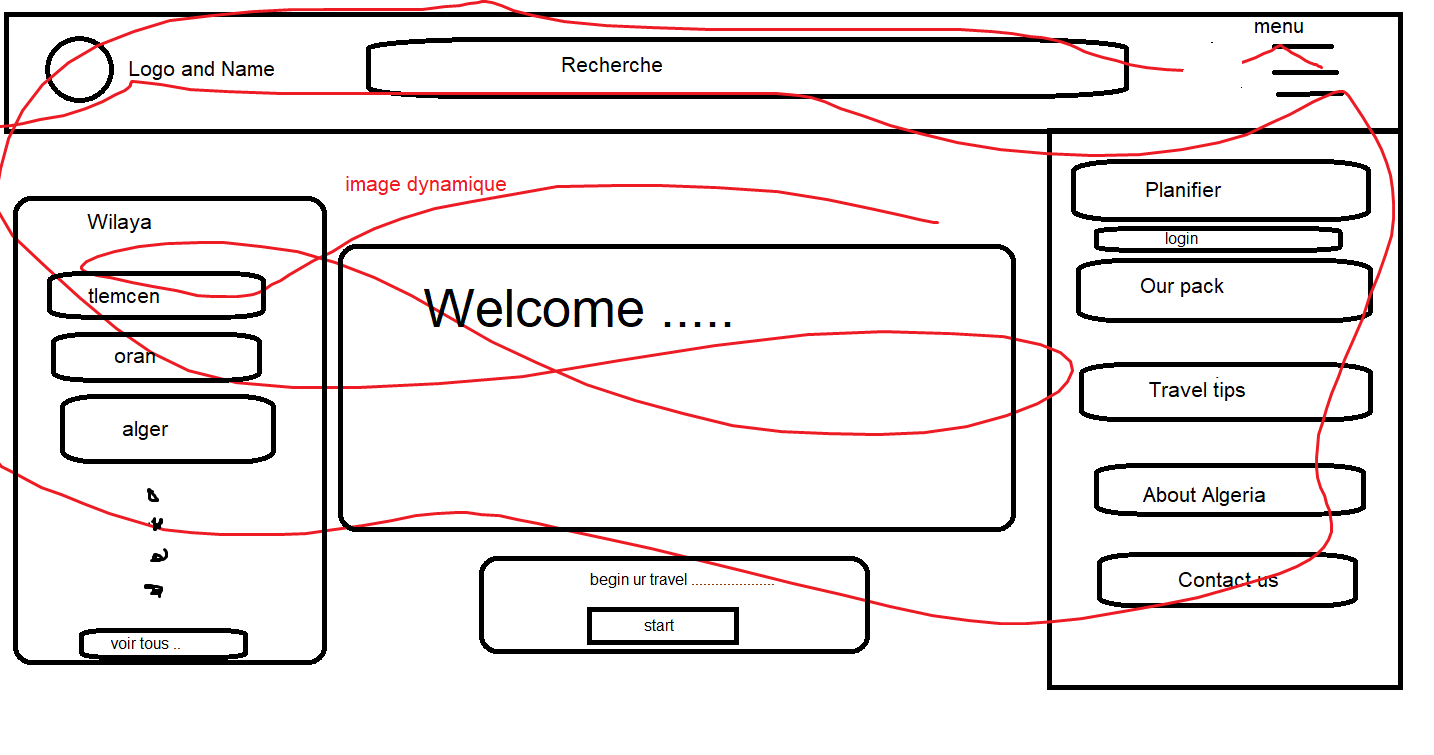 menu
Logo and Name
Recherche
image dynamique
Wilaya
tlemcen
oran
alger
voir tous ..
Welcome .....
begin ur travel .....................
start
Planifier
login
Our pack
Travel tips
About Algeria
Contact us